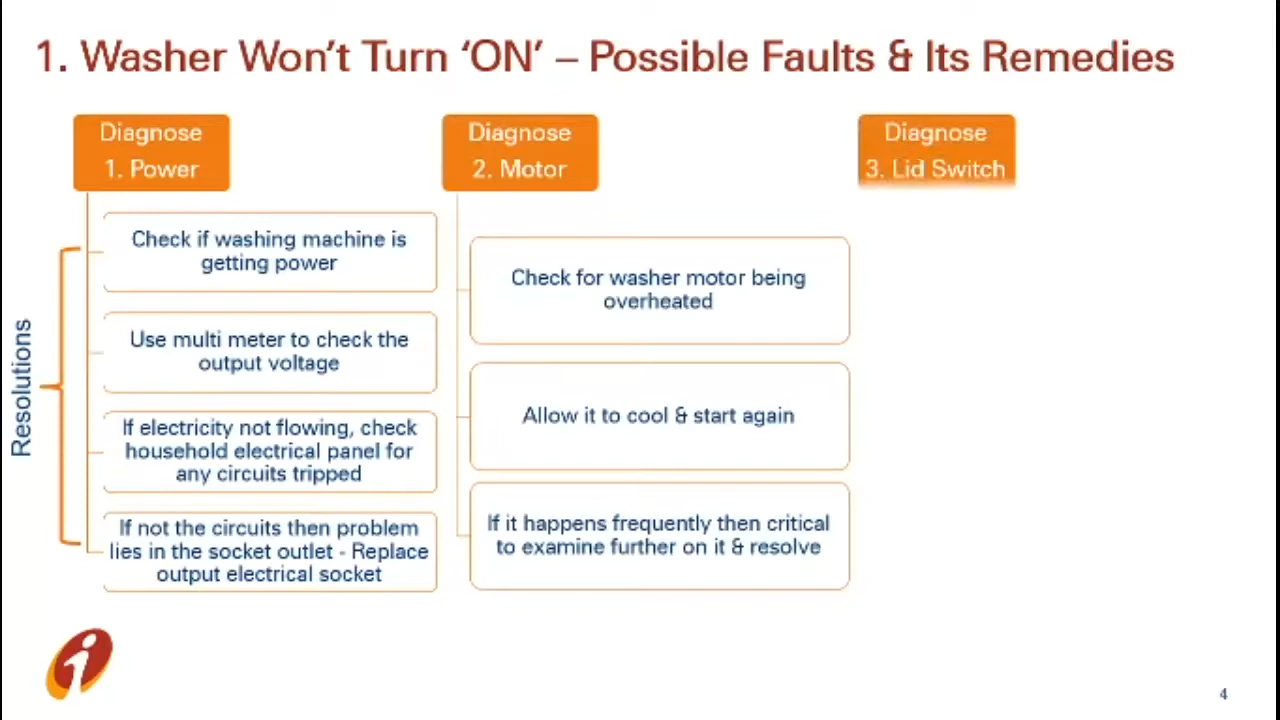 1. Washer Won't Turn ‘ON’ – Possible Faults & Its Remedies
Diagnose
1. Power
Diagnose
2. Motor
Diagnose
3. Lid Switch
Resolutions
Check if washing machine is
getting power
Use multi meter to check the
output voltage
If electricity not flowing, check
household electrical panel for
any circuits tripped
If not the circuits then problem
lies in the socket outlet - Replace
output electrical socket
Check for washer motor being
overheated
Allow it to cool & start again
If it happens frequently then critical
to examine further on it & resolve
4